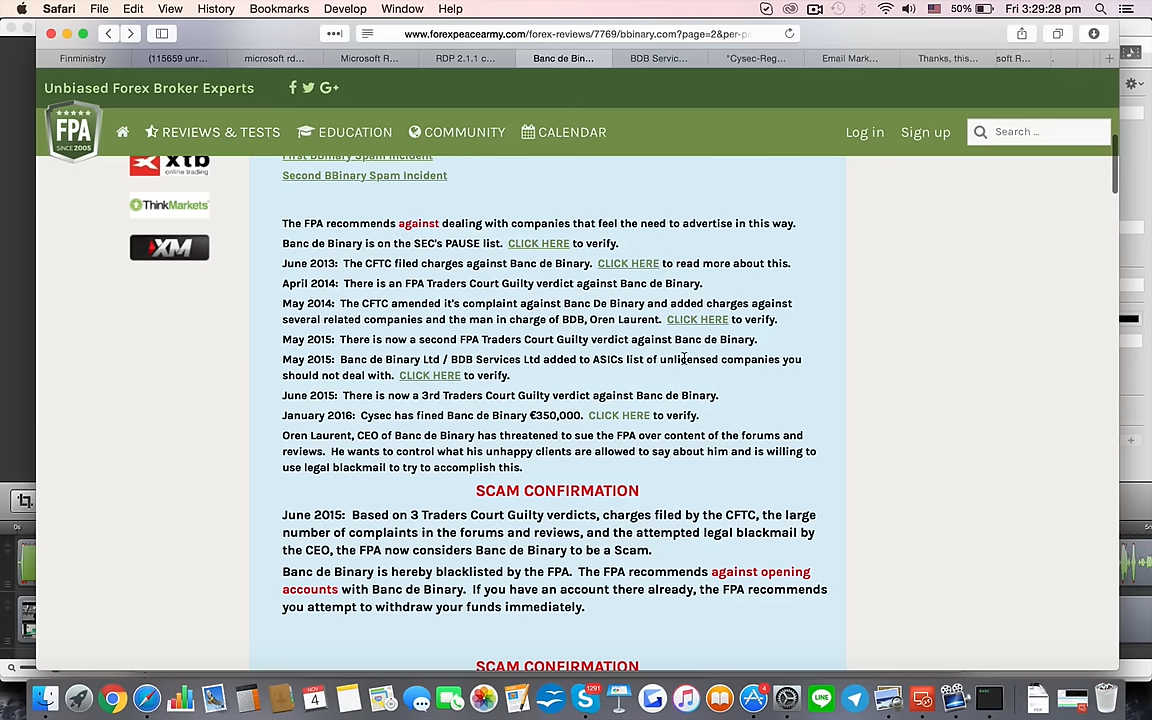 Safari File Edit View History Bookmarks Develop Window Help 50% Fri 3:29:28 pm
www.forexpeacearmy.com/forex-reviews/7769/bbinary.com?page=2&per-p
Finministry (115659 unr... microsoft rd... Microsoft R... RDP 2.1.1 c... Banc de Bin... BDB Servic... "Cysec-Reg... Email Mark... Thanks, this... soft R...
Unbiased Forex Broker Experts
FPA SINCE 2005
REVIEWS & TESTS EDUCATION COMMUNITY CALENDAR Log in Sign up Search ...
xtb online trading
First BBinary Spam Incident
Second BBinary Spam Incident
ThinkMarkets
XM
The FPA recommends against dealing with companies that feel the need to advertise in this way.
Banc de Binary is on the SEC's PAUSE list. CLICK HERE to verify.
June 2013: The CFTC filed charges against Banc de Binary. CLICK HERE to read more about this.
April 2014: There is an FPA Traders Court Guilty verdict against Banc de Binary.
May 2014: The CFTC amended it's complaint against Banc De Binary and added charges against
several related companies and the man in charge of BDB, Oren Laurent. CLICK HERE to verify.
May 2015: There is now a second FPA Traders Court Guilty verdict against Banc de Binary.
May 2015: Banc de Binary Ltd / BDB Services Ltd added to ASICs list of unlicensed companies you
should not deal with. CLICK HERE to verify.
June 2015: There is now a 3rd Traders Court Guilty verdict against Banc de Binary.
January 2016: Cysec has fined Banc de Binary €350,000. CLICK HERE to verify.
Oren Laurent, CEO of Banc de Binary has threatened to sue the FPA over content of the forums and
reviews. He wants to control what his unhappy clients are allowed to say about him and is willing to
use legal blackmail to try to accomplish this.
SCAM CONFIRMATION
June 2015: Based on 3 Traders Court Guilty verdicts, charges filed by the CFTC, the large
number of complaints in the forums and reviews, and the attempted legal blackmail by
the CEO, the FPA now considers Banc de Binary to be a Scam.
Banc de Binary is hereby blacklisted by the FPA. The FPA recommends against opening
accounts with Banc de Binary. If you have an account there already, the FPA recommends
you attempt to withdraw your funds immediately.
SCAM CONFIRMATION
NOV 4
1291
4
LINE
EXEC
PDF